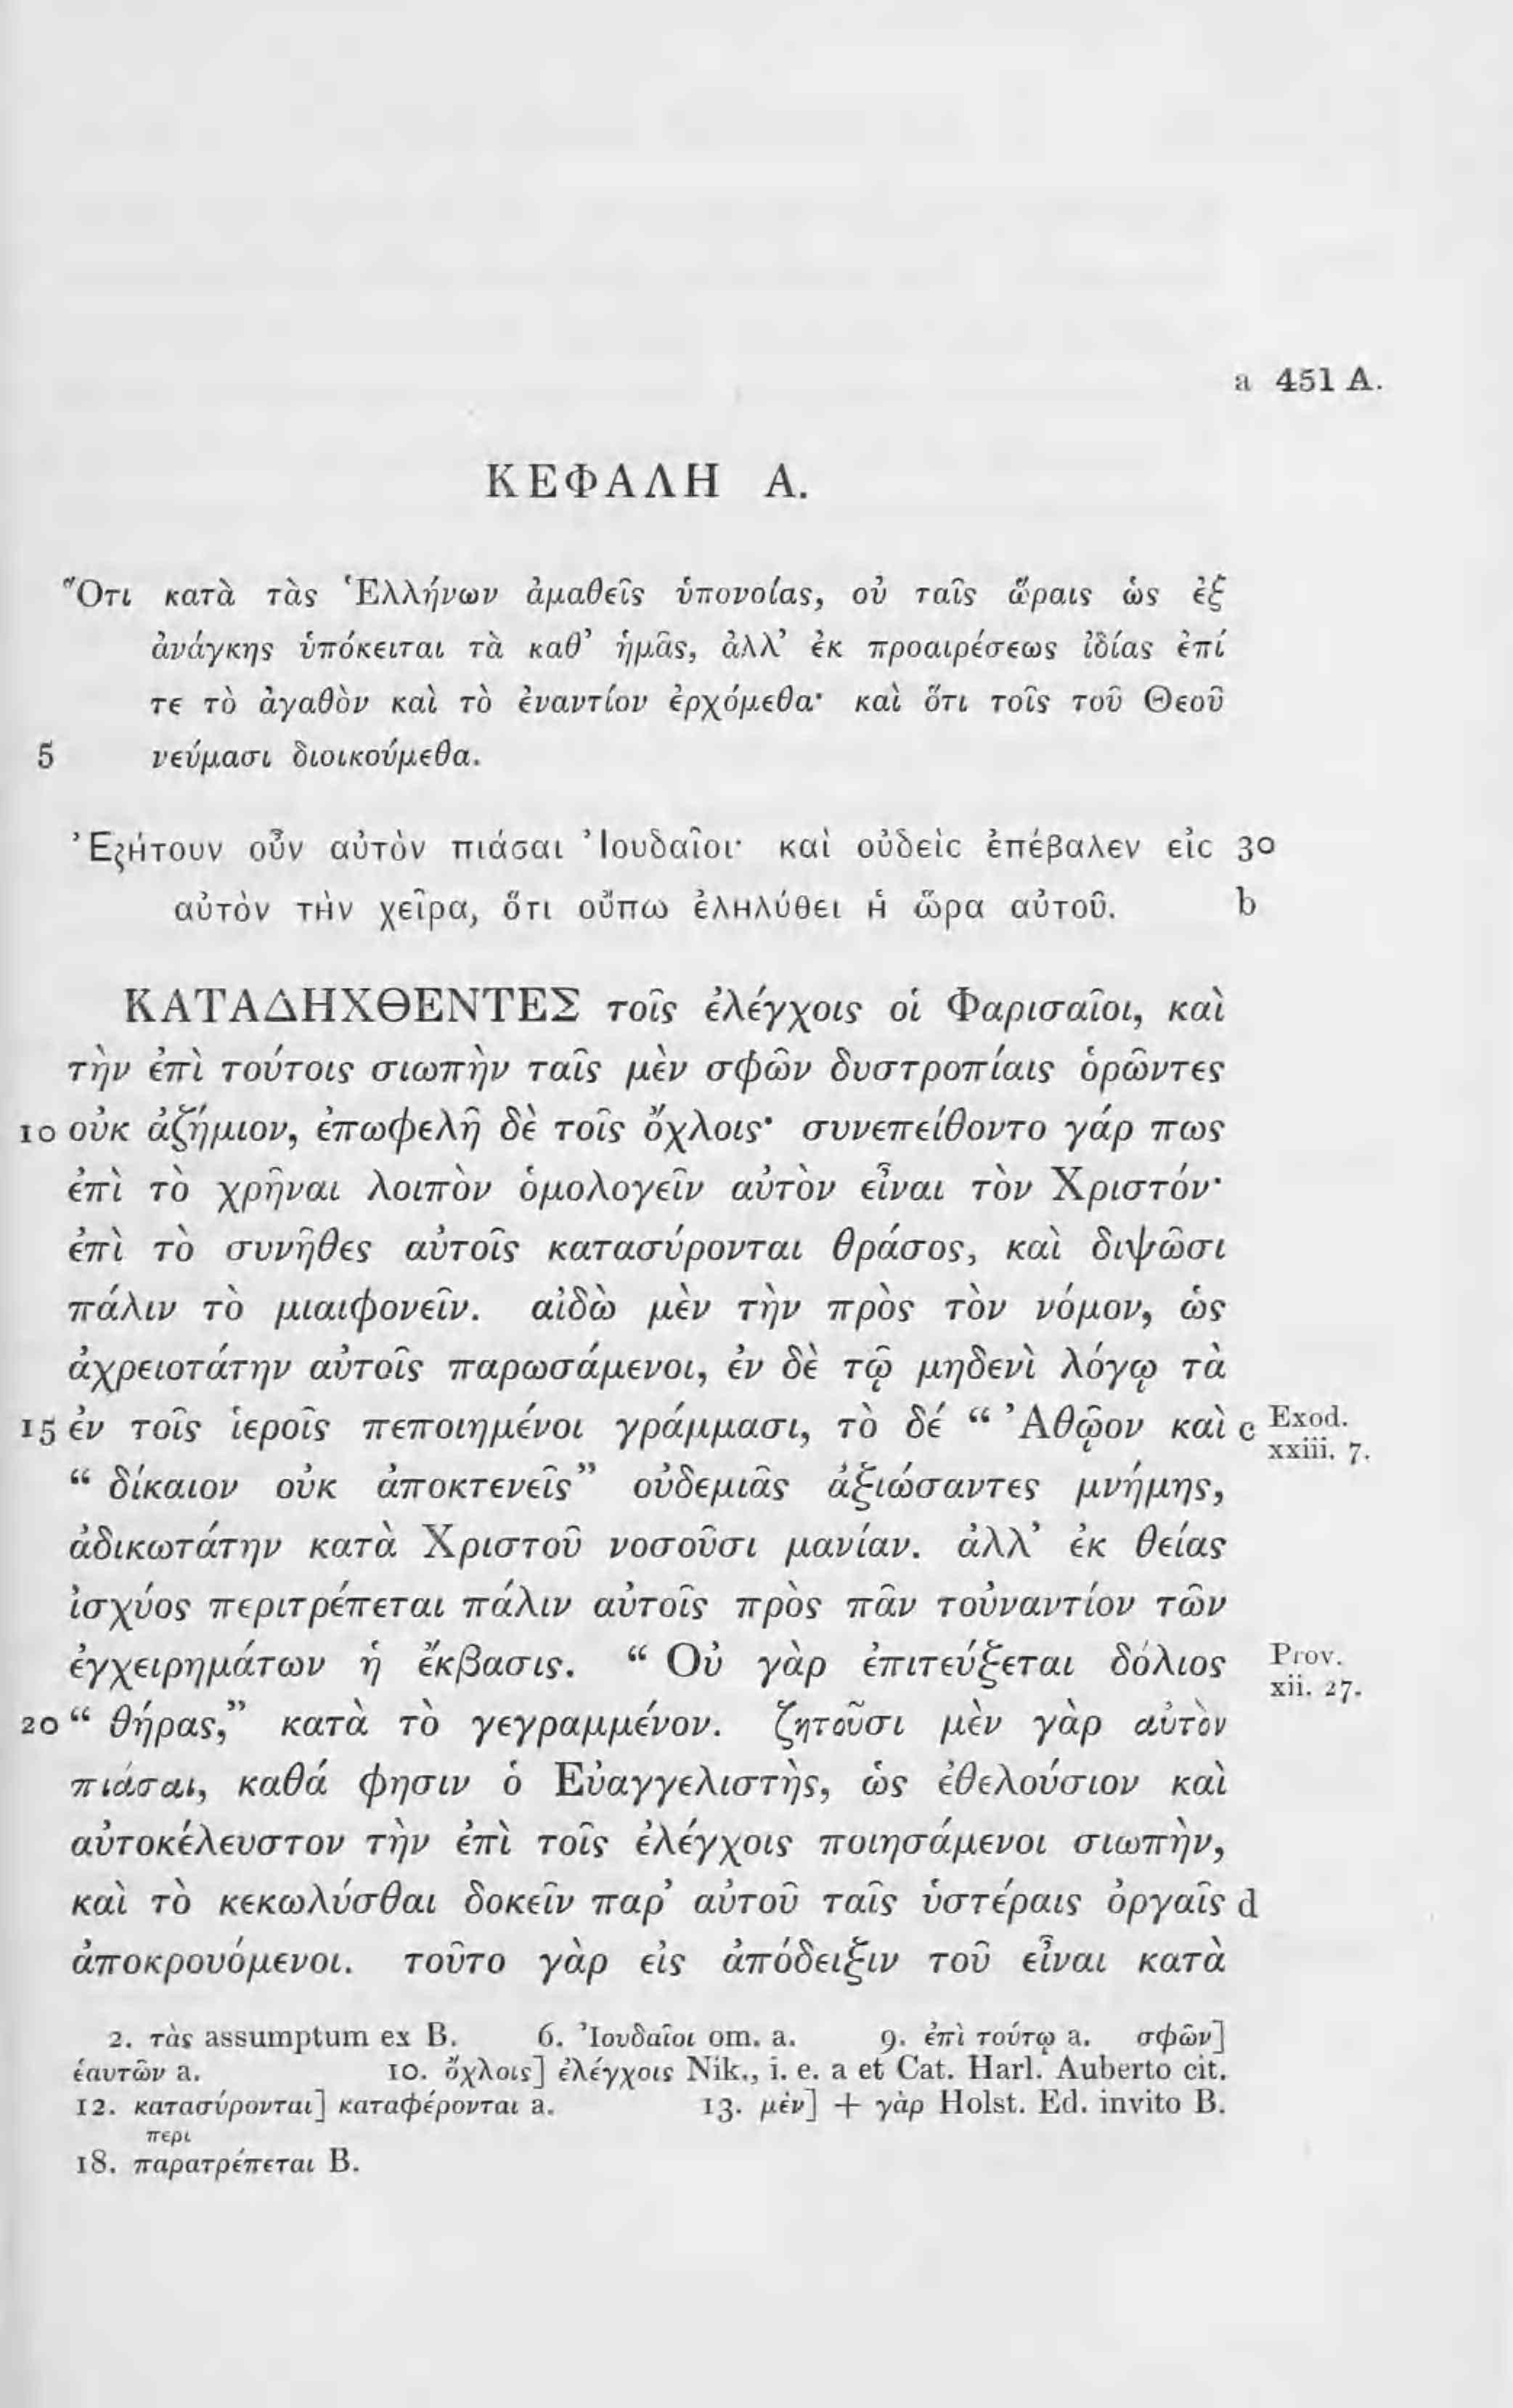 a 451 A.
ΚΕΦΑΛΗ Α.
Ὅτι κατὰ τὰς Ἑλλήνων ἀμαθεῖς ὑπονοίας, οὐ ταῖς ὥραις ὡς ἐξ
ἀνάγκης ὑπόκειται τὰ καθ’ ἡμᾶς, ἀλλ’ ἐκ προαιρέσεως ἰδίας ἐπί
τε τὸ ἀγαθὸν καὶ τὸ ἐναντίον ἐρχόμεθα· καὶ ὅτι τοῖς τοῦ Θεοῦ
5 νεύμασι διοικούμεθα.
Ἐζήτουν οὖν αὐτὸν πιάσαι Ἰουδαῖοι· καὶ οὐδεὶc ἐπέβαλεν εἰc 30
αὐτὸν τὴν χεῖρα, ὅτι οὔπω ἐληλύθει ἡ ὥρα αὐτοῦ. b
ΚΑΤΑΔΗΧΘΕΝΤΕΣ τοῖς ἐλέγχοις οἱ Φαρισαῖοι, καὶ
τὴν ἐπὶ τούτοις σιωπὴν ταῖς μὲν σφῶν δυστροπίαις ὁρῶντες
10 οὐκ ἀζήμιον, ἐπωφελῆ δὲ τοῖς ὄχλοις· συνεπείθοντο γάρ πως
ἐπὶ τὸ χρῆναι λοιπὸν ὁμολογεῖν αὐτὸν εἶναι τὸν Χριστόν·
ἐπὶ τὸ συνῆθες αὐτοῖς κατασύρονται θράσος, καὶ διψῶσι
πάλιν τὸ μιαιφονεῖν. αἰδὼ μὲν τὴν πρὸς τὸν νόμον, ὡς
ἀχρειοτάτην αὐτοῖς παρωσάμενοι, ἐν δὲ τῷ μηδενὶ λόγῳ τὰ
15 ἐν τοῖς ἱεροῖς πεποιημένοι γράμμασι, τὸ δέ “ Ἀθῷον καὶ c Exod. xxiii. 7.
“ δίκαιον οὐκ ἀποκτενεῖς” οὐδεμιᾶς ἀξιώσαντες μνήμης,
ἀδικωτάτην κατὰ Χριστοῦ νοσοῦσι μανίαν. ἀλλ’ ἐκ θείας
ἰσχύος περιτρέπεται πάλιν αὐτοῖς πρὸς πᾶν τοὐναντίον τῶν
ἐγχειρημάτων ἡ ἔκβασις. “ Οὐ γὰρ ἐπιτεύξεται δόλιος Prov. xii. 27.
20 “ θήρας,” κατὰ τὸ γεγραμμένον. ζητοῦσι μὲν γὰρ αὐτὸν
πιάσαι, καθά φησιν ὁ Εὐαγγελιστὴς, ὡς ἐθελούσιον καὶ
αὐτοκέλευστον τὴν ἐπὶ τοῖς ἐλέγχοις ποιησάμενοι σιωπὴν,
καὶ τὸ κεκωλύσθαι δοκεῖν παρ’ αὐτοῦ ταῖς ὑστέραις ὀργαῖς d
ἀποκρουόμενοι. τοῦτο γὰρ εἰς ἀπόδειξιν τοῦ εἶναι κατὰ
2. τὰς assumptum ex B. 6. Ἰουδαῖοι om. a. 9. ἐπὶ τούτῳ a. σφῶν]
ἑαυτῶν a. 10. ὄχλοις] ἐλέγχοις Nik., i. e. a et Cat. Harl. Auberto cit.
12. κατασύρονται] καταφέρονται a. 13. μὲν] + γὰρ Holst. Ed. invito B.
περι
18. παρατρέπεται B.